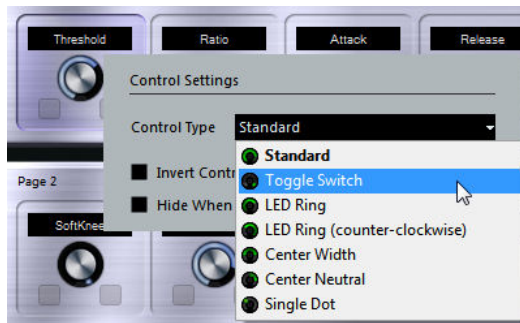 Threshold
Ratio
Attack
Release
Control Settings
Control Type
Standard
Standard
Invert Contr
Toggle Switch
Page 2
Hide When
LED Ring
SoftKnee
LED Ring (counter-clockwise)
Center Width
Center Neutral
Single Dot